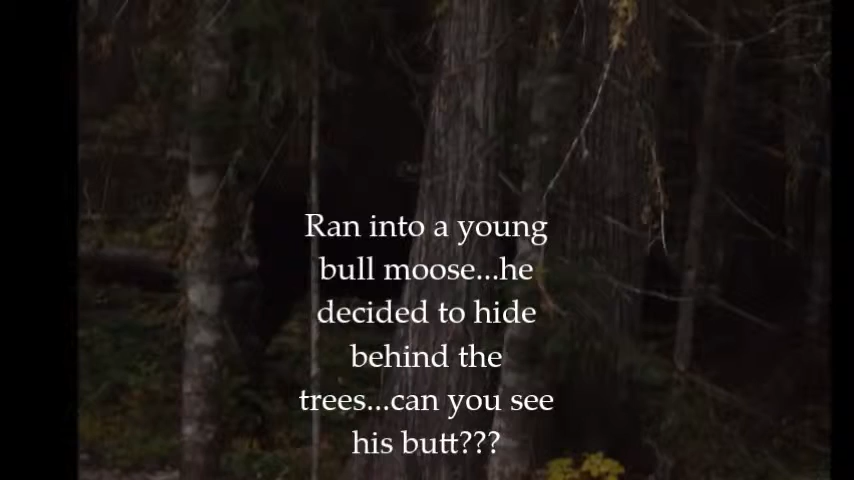 Ran into a young
bull moose...he
decided to hide
behind the
trees...can you see
his butt???